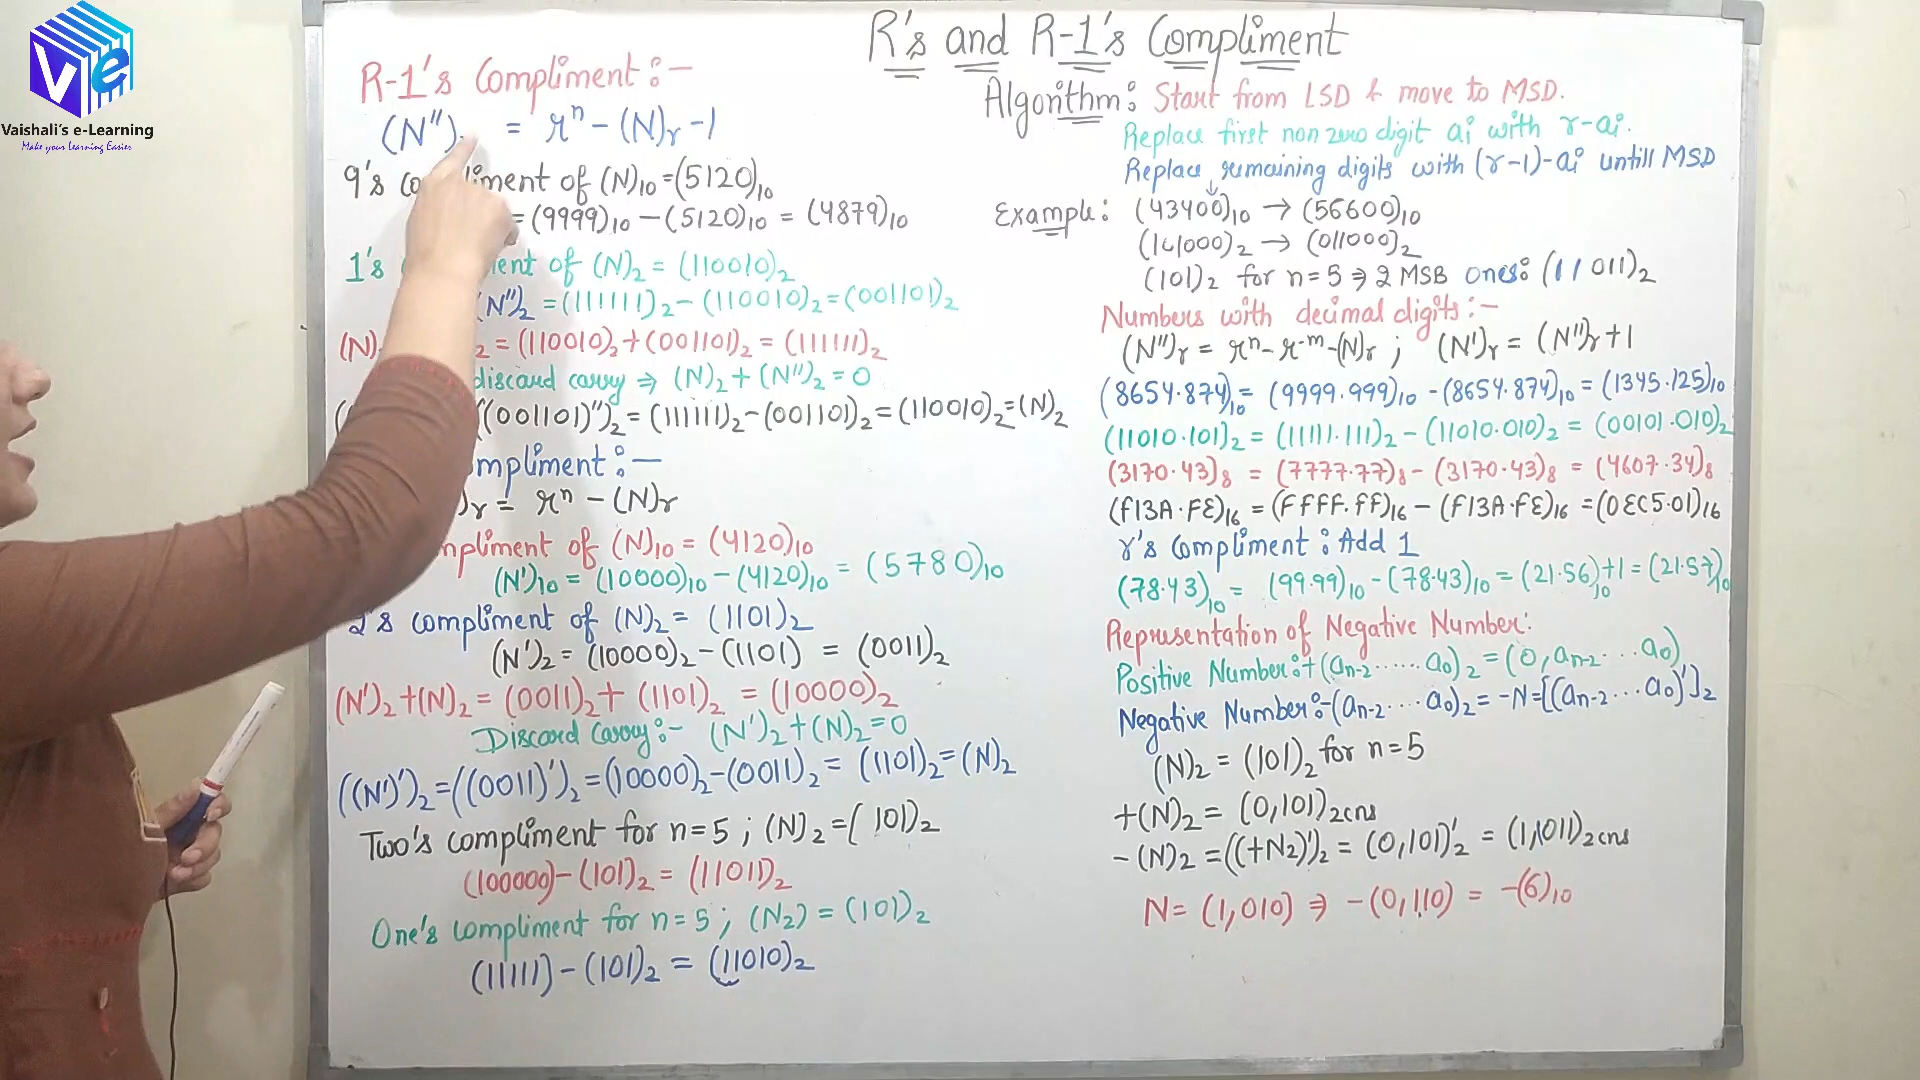 Vaishali's e-Learning
Make your Learning Easier
R's and R-1's Compliment
R-1's Compliment :-
(N'') = rⁿ - (N)r - 1
9's co iment of (N)10 = (5120)10
= (9999)10 - (5120)10 = (4879)10
1's ent of (N)2 = (110010)2
(N'')2 = (111111)2 - (110010)2 = (001101)2
(N) 2 = (110010)2 + (001101)2 = (111111)2
discard carry ⇒ (N)2 + (N'')2 = 0
((001101)'')2 = (111111)2 - (001101)2 = (110010)2 = (N)2
mpliment :-
)r = rⁿ - (N)r
mpliment of (N)10 = (4120)10
(N')10 = (10000)10 - (4120)10 = (5780)10
2's compliment of (N)2 = (1101)2
(N')2 = (10000)2 - (1101) = (0011)2
(N')2 + (N)2 = (0011)2 + (1101)2 = (10000)2
Discard Carry :- (N')2 + (N)2 = 0
((N')')2 = ((0011)')2 = (10000)2 - (0011)2 = (1101)2 = (N)2
Two's compliment for n=5 ; (N)2 = ( 101)2
(100000) - (101)2 = (11011)2
One's compliment for n=5 ; (N2) = (101)2
(11111) - (101)2 = (11010)2
Algorithm: Start from LSD & move to MSD.
Replace first non zero digit ai with r-ai.
Replace remaining digits with (r-1)-ai untill MSD
Example: (43400)10 → (56600)10
(101000)2 → (011000)2
(101)2 for n=5 ⇒ 2 MSB ones: (11 011)2
Numbers with decimal digits :-
(N'')r = rⁿ - r⁻ᵐ - (N)r ; (N')r = (N'')r + 1
(8654.874)10 = (9999.999)10 - (8654.874)10 = (1345.125)10
(11010.101)2 = (11111.111)2 - (11010.010)2 = (00101.010)2
(3170.43)8 = (7777.77)8 - (3170.43)8 = (4607.34)8
(F13A.FE)16 = (FFFF.FF)16 - (F13A.FE)16 = (0EC5.01)16
r's compliment : Add 1
(78.43)10 = (99.99)10 - (78.43)10 = (21.56)10 + 1 = (21.57)10
Representation of Negative Number:
Positive Number: +(an-2 ...... a0)2 = (0, an-2 ... a0)
Negative Number: -(an-2 .... a0)2 = -N = [(an-2 ... a0)']2
(N)2 = (101)2 for n=5
+(N)2 = (0,101)2cns
-(N)2 = ((+N2)')2 = (0,101)'2 = (1,1011)2cns
N = (1,010) ⇒ -(0,110) = -(6)10